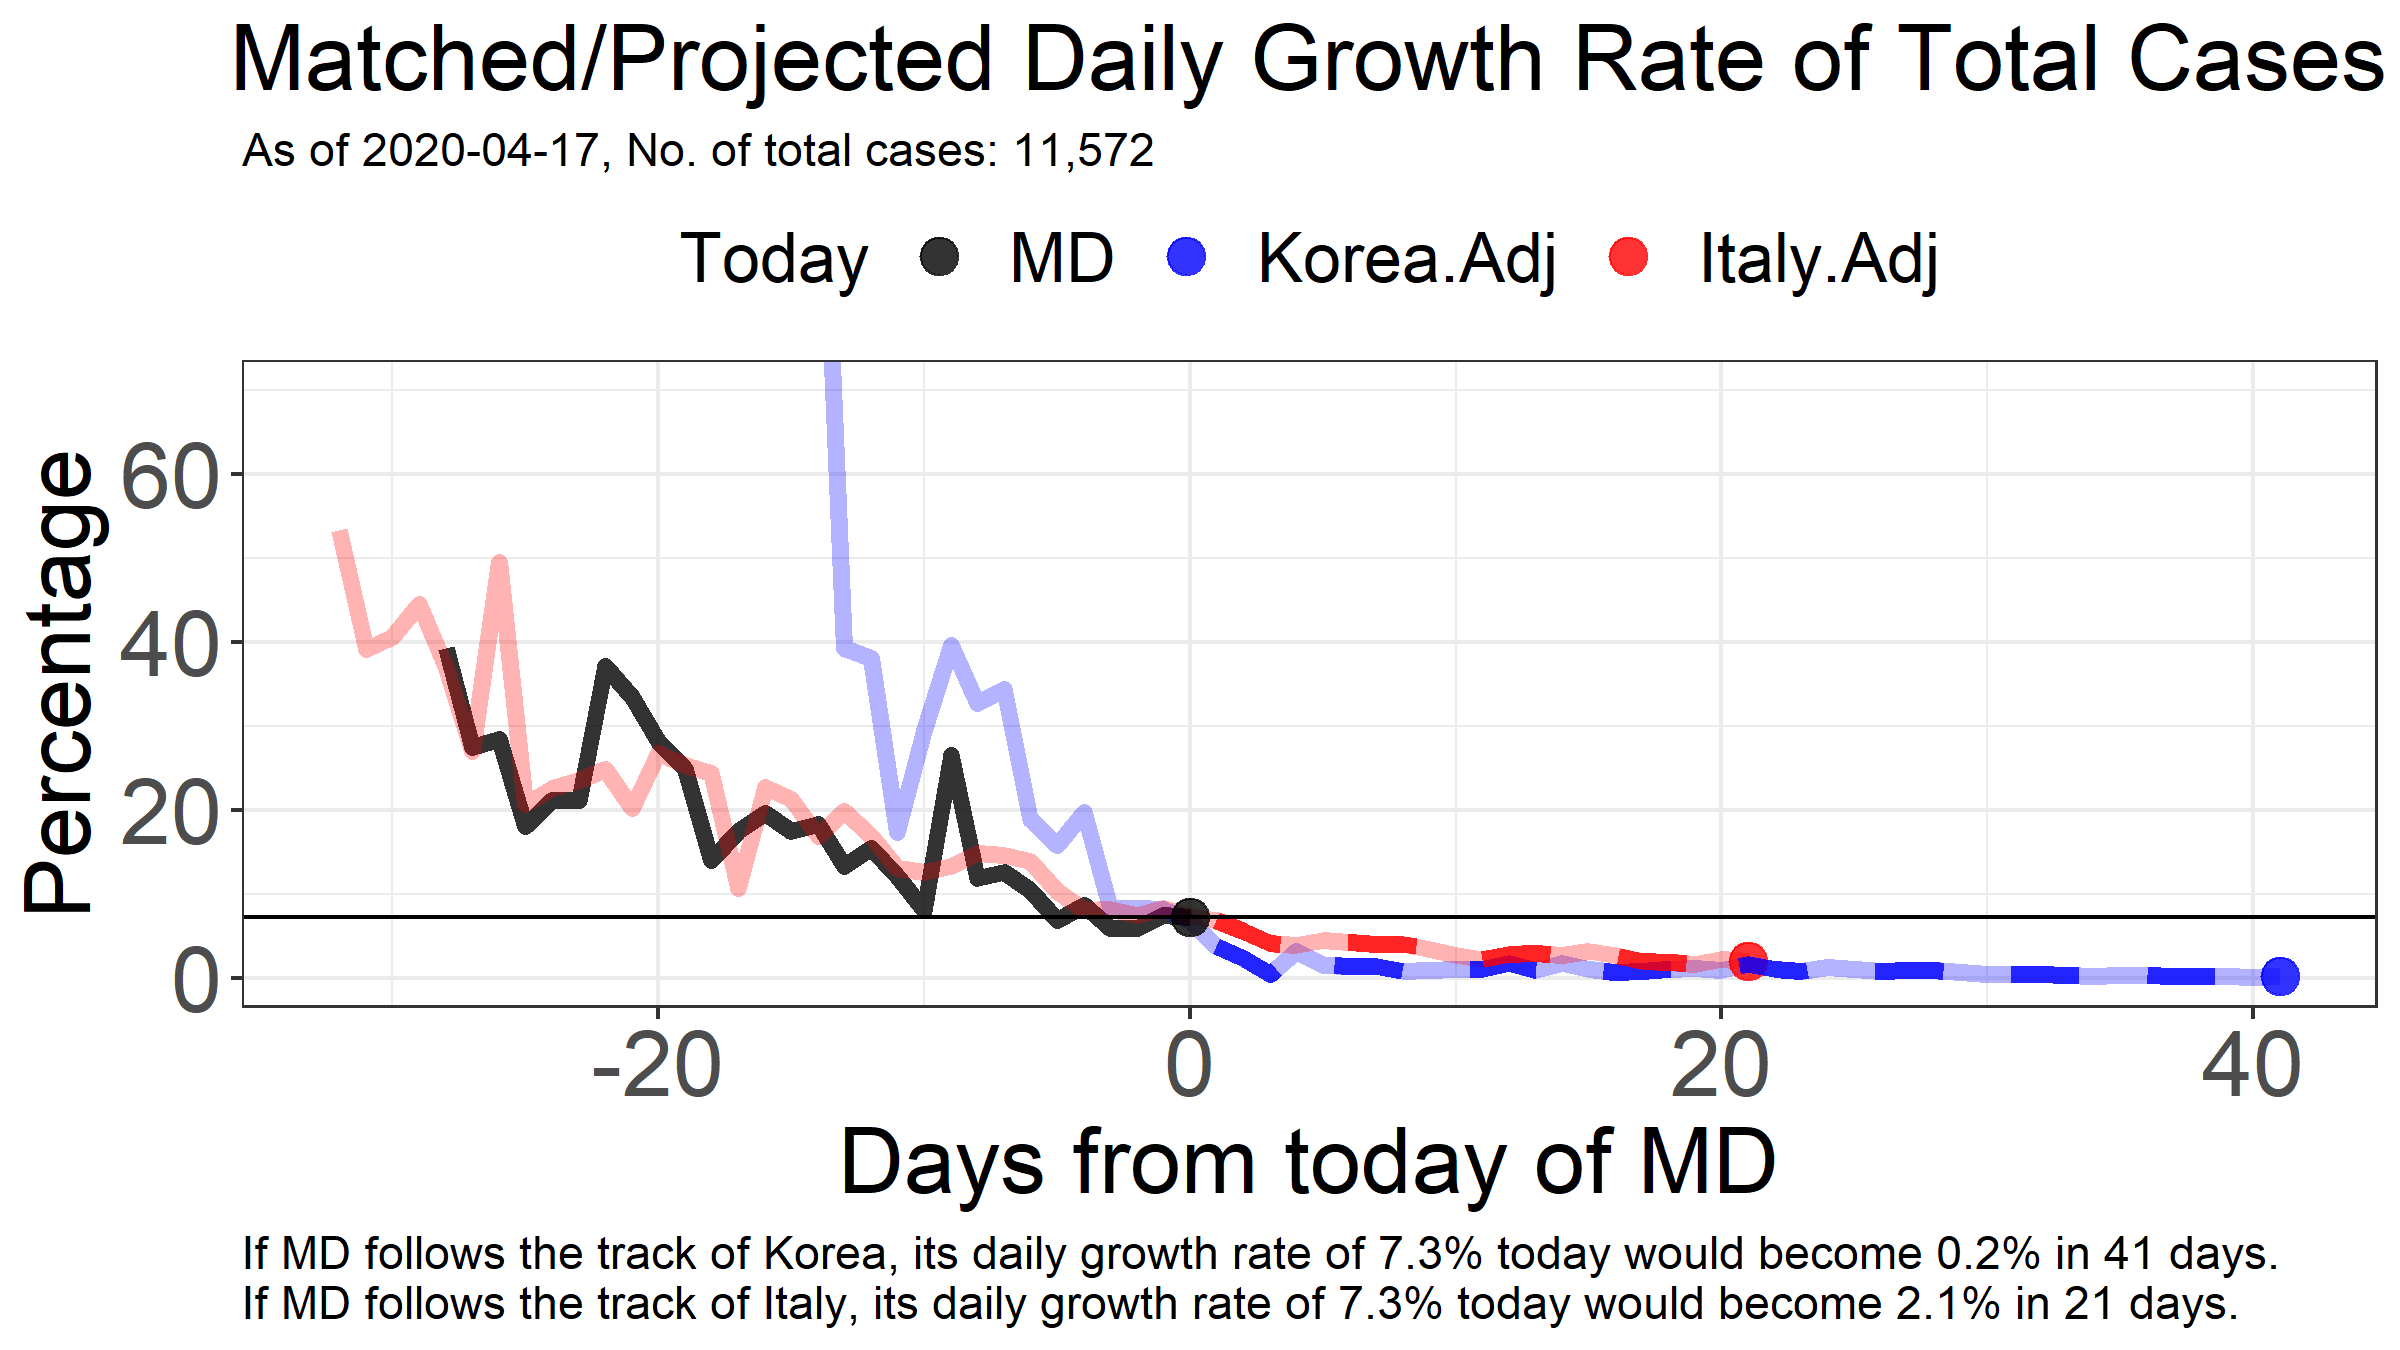 Matched/Projected Daily Growth Rate of Total Cases
As of 2020-04-17, No. of total cases: 11,572
Today MD Korea.Adj Italy.Adj
Percentage
60
40
20
0
-20 0 20 40
Days from today of MD
If MD follows the track of Korea, its daily growth rate of 7.3% today would become 0.2% in 41 days.
If MD follows the track of Italy, its daily growth rate of 7.3% today would become 2.1% in 21 days.